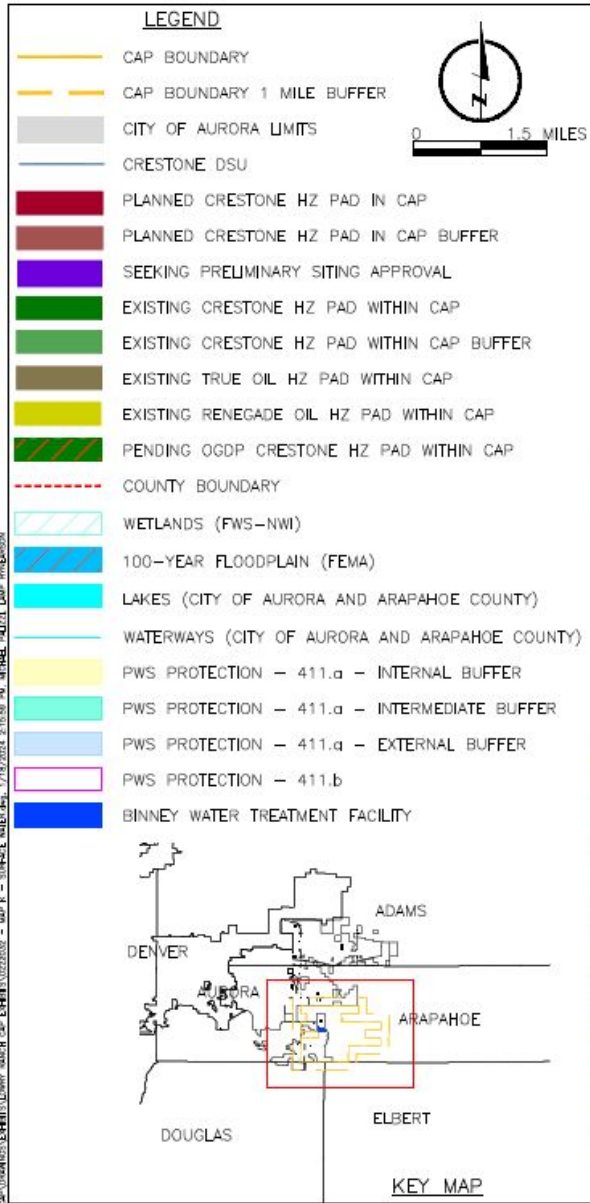 LEGEND
CAP BOUNDARY
CAP BOUNDARY 1 MILE BUFFER
CITY OF AURORA LIMITS
CRESTONE DSU
N
0 1.5 MILES
PLANNED CRESTONE HZ PAD IN CAP
PLANNED CRESTONE HZ PAD IN CAP BUFFER
SEEKING PRELIMINARY SITING APPROVAL
EXISTING CRESTONE HZ PAD WITHIN CAP
EXISTING CRESTONE HZ PAD WITHIN CAP BUFFER
EXISTING TRUE OIL HZ PAD WITHIN CAP
EXISTING RENEGADE OIL HZ PAD WITHIN CAP
PENDING OGDP CRESTONE HZ PAD WITHIN CAP
COUNTY BOUNDARY
WETLANDS (FWS-NWI)
100-YEAR FLOODPLAIN (FEMA)
LAKES (CITY OF AURORA AND ARAPAHOE COUNTY)
WATERWAYS (CITY OF AURORA AND ARAPAHOE COUNTY)
PWS PROTECTION - 411.a - INTERNAL BUFFER
PWS PROTECTION - 411.a - INTERMEDIATE BUFFER
PWS PROTECTION - 411.a - EXTERNAL BUFFER
PWS PROTECTION - 411.b
BINNEY WATER TREATMENT FACILITY
ADAMS
DENVER
AURORA
ARAPAHOE
ELBERT
DOUGLAS
KEY MAP